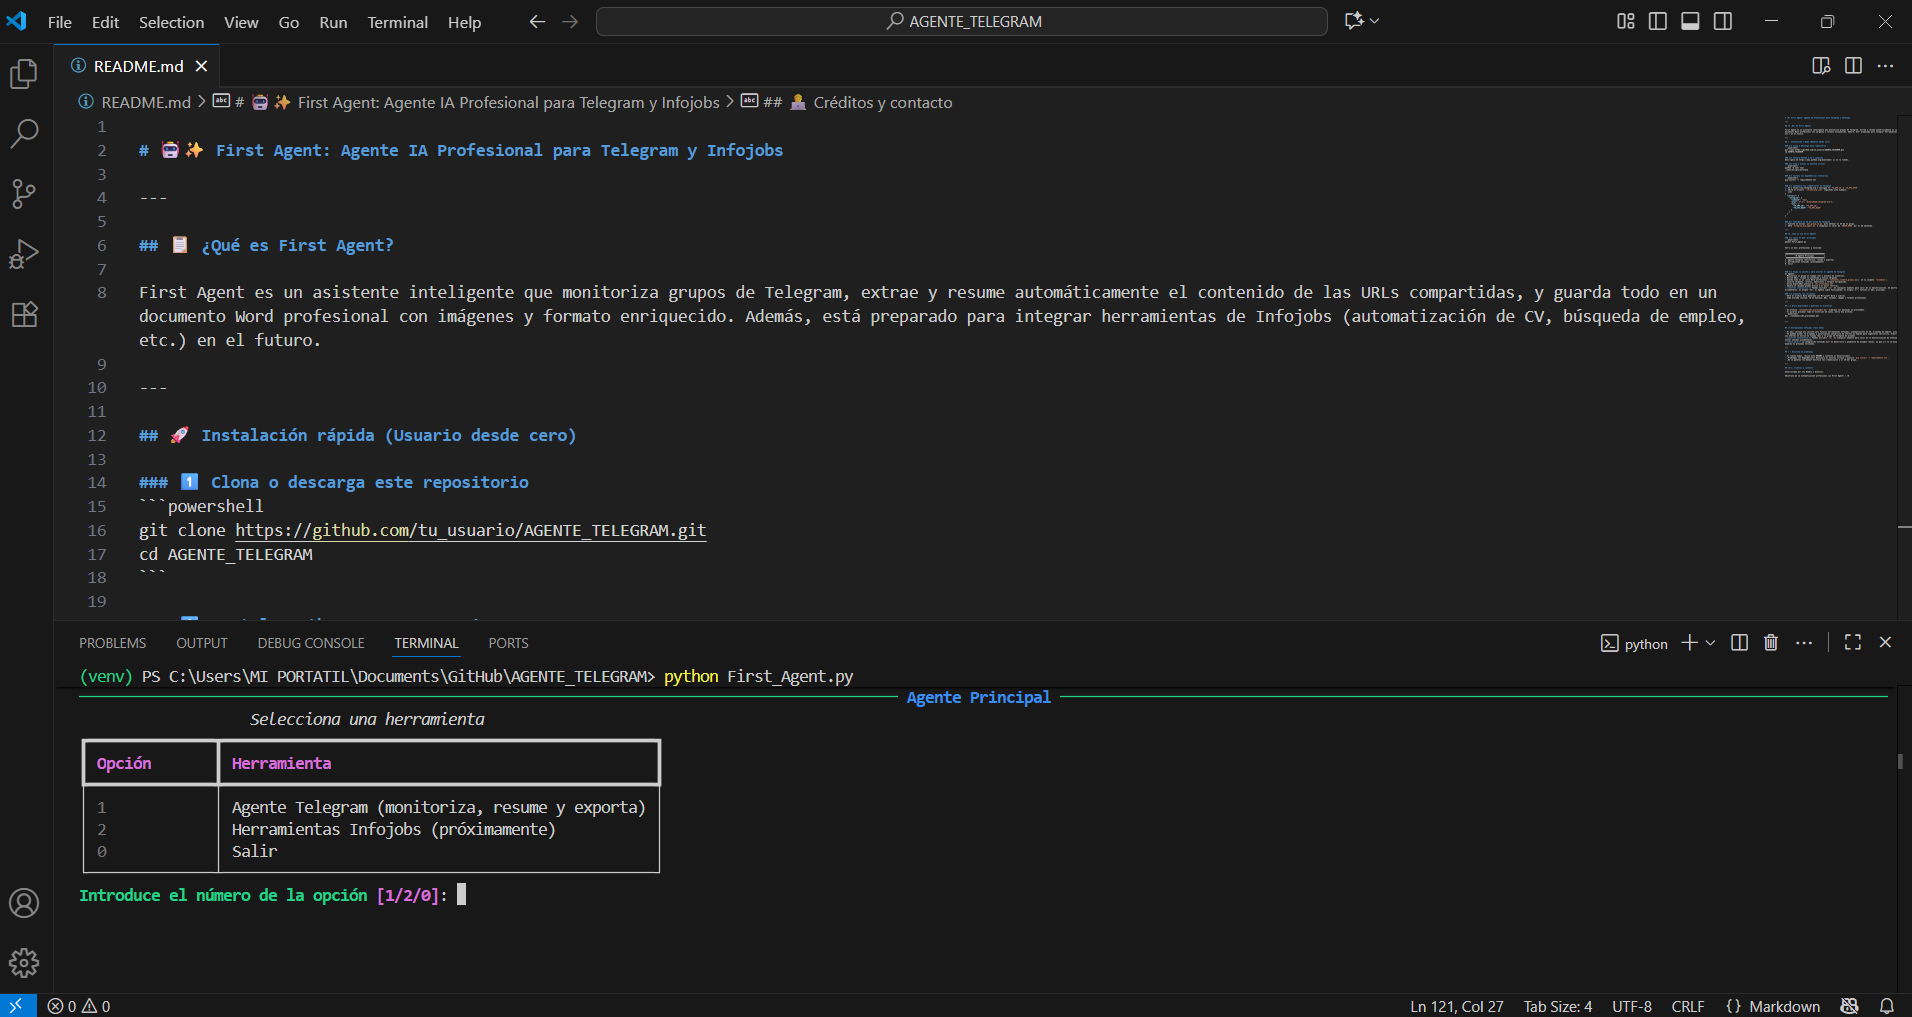 File Edit Selection View Go Run Terminal Help
AGENTE_TELEGRAM
README.md
README.md > # 🤖✨ First Agent: Agente IA Profesional para Telegram y Infojobs > ## 🧑‍💻 Créditos y contacto
1
2 # 🤖✨ First Agent: Agente IA Profesional para Telegram y Infojobs
3
4 ---
5
6 ## 📋 ¿Qué es First Agent?
7
8 First Agent es un asistente inteligente que monitoriza grupos de Telegram, extrae y resume automáticamente el contenido de las URLs compartidas, y guarda todo en un
documento Word profesional con imágenes y formato enriquecido. Además, está preparado para integrar herramientas de Infojobs (automatización de CV, búsqueda de empleo,
etc.) en el futuro.
9
10 ---
11
12 ## 🚀 Instalación rápida (Usuario desde cero)
13
14 ### 1️⃣ Clona o descarga este repositorio
15 ```powershell
16 git clone https://github.com/tu_usuario/AGENTE_TELEGRAM.git
17 cd AGENTE_TELEGRAM
18 ```
19
PROBLEMS OUTPUT DEBUG CONSOLE TERMINAL PORTS
python
(venv) PS C:\Users\MI PORTATIL\Documents\GitHub\AGENTE_TELEGRAM> python First_Agent.py
Agente Principal
Selecciona una herramienta
Opción Herramienta
1 Agente Telegram (monitoriza, resume y exporta)
2 Herramientas Infojobs (próximamente)
0 Salir
Introduce el número de la opción [1/2/0]:
0 0
Ln 121, Col 27 Tab Size: 4 UTF-8 CRLF {} Markdown